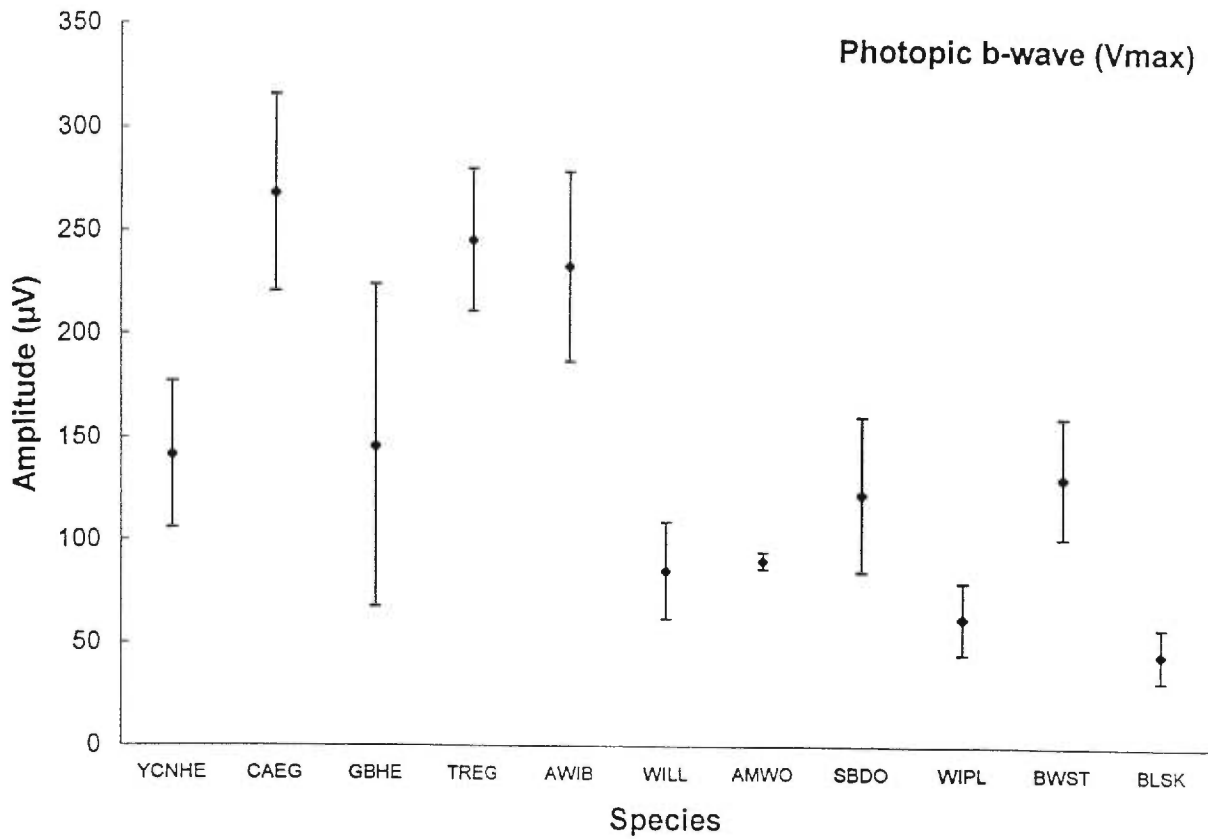 Photopic b-wave (Vmax)
350
300
250
200
150
100
50
0
Amplitude (µV)
YCNHE CAEG GBHE TREG AWIB WILL AMWO SBDO WIPL BWST BLSK
Species